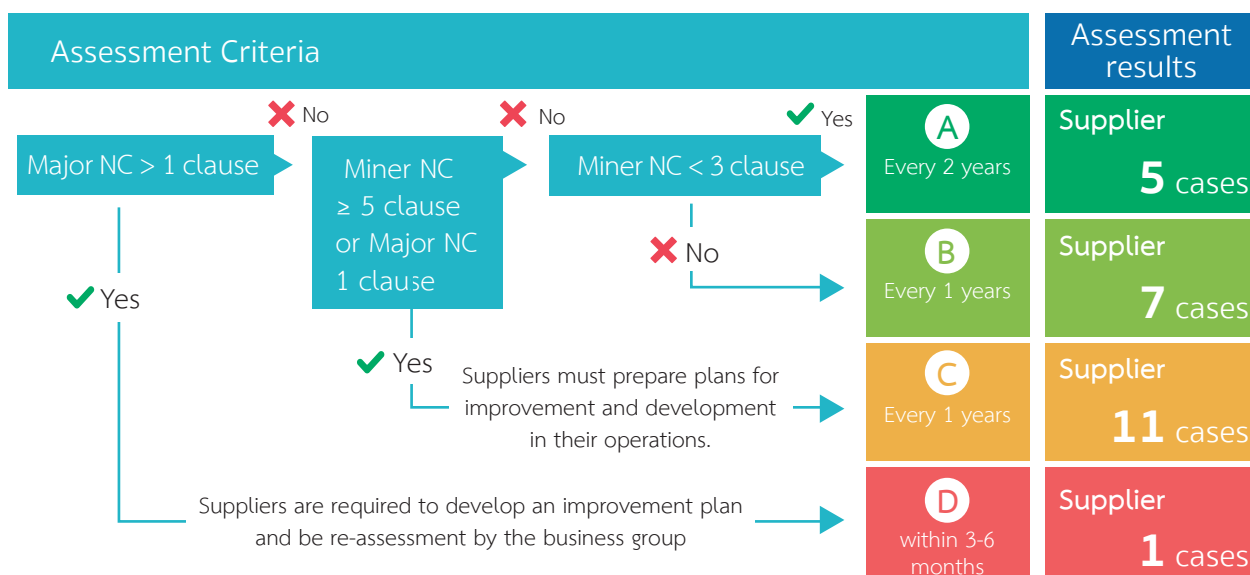 Assessment Criteria
Assessment
results
No
No
Yes
Major NC > 1 clause
Miner NC
≥ 5 clause
or Major NC
1 clause
Miner NC < 3 clause
A
Every 2 years
Supplier
5 cases
Yes
No
B
Every 1 years
Supplier
7 cases
Yes
Suppliers must prepare plans for
improvement and development
in their operations.
C
Every 1 years
Supplier
11 cases
Suppliers are required to develop an improvement plan
and be re-assessment by the business group
D
within 3-6
months
Supplier
1 cases